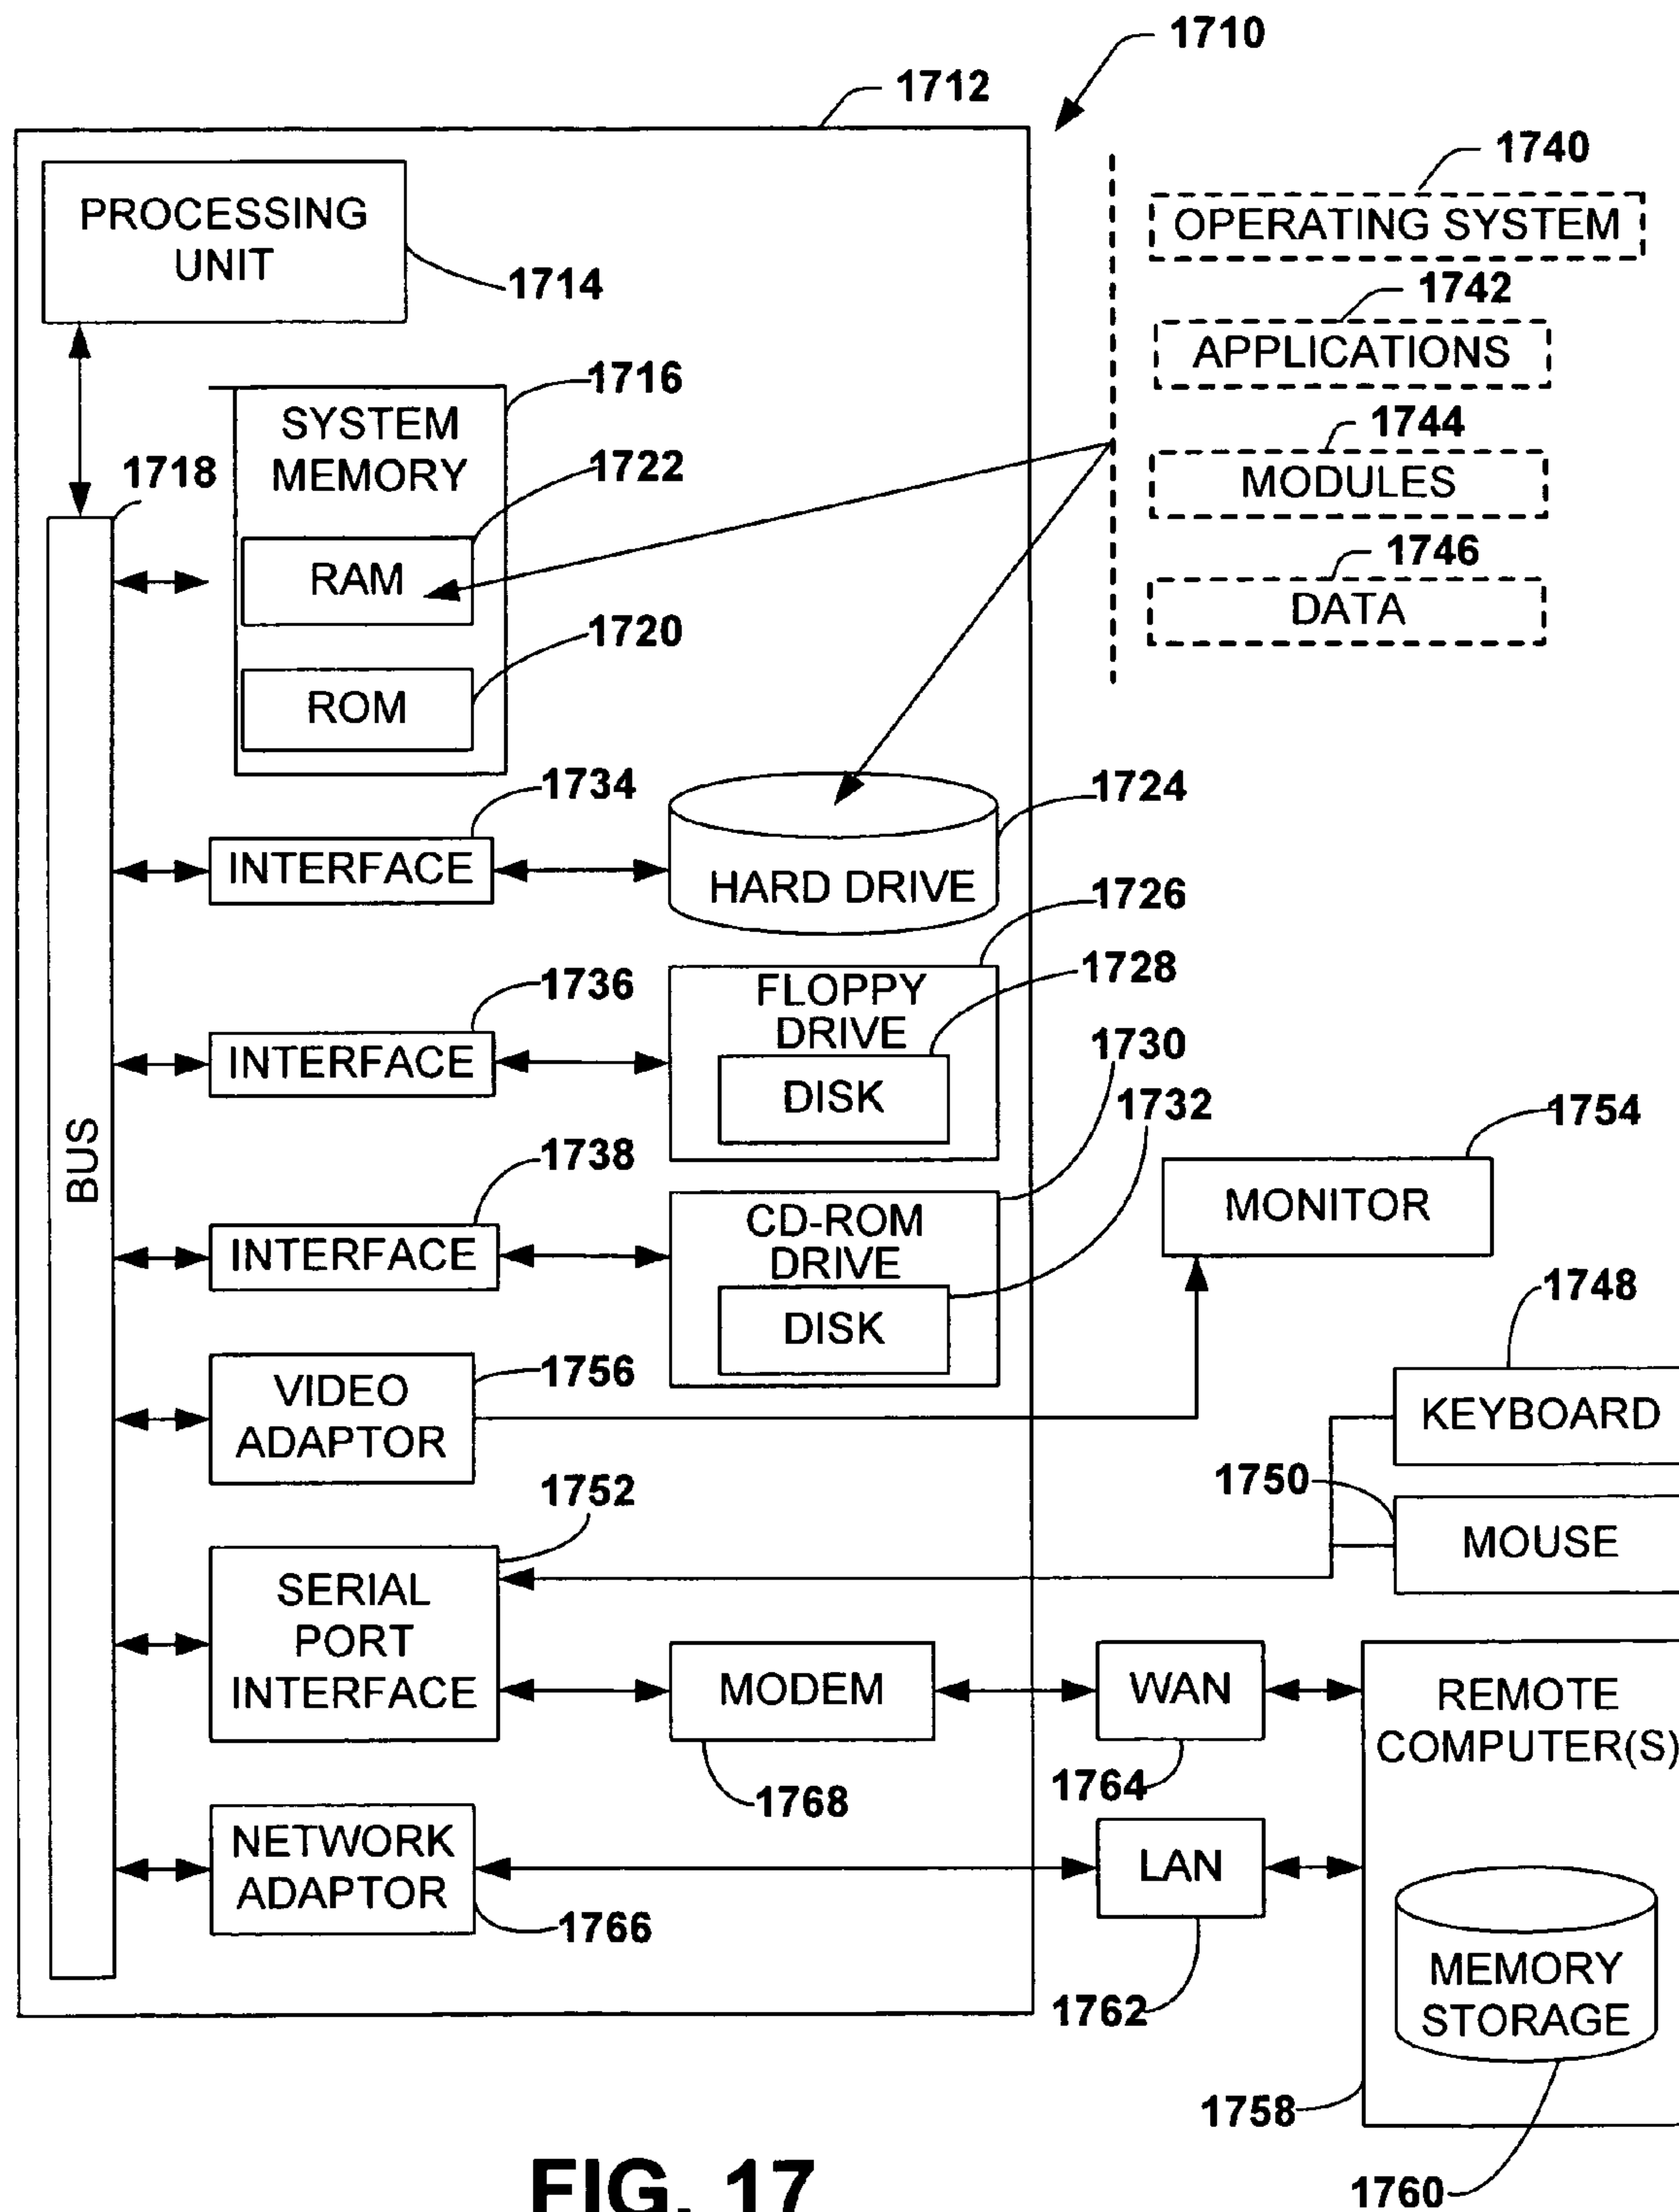 1710
1712
1740
OPERATING SYSTEM
PROCESSING
UNIT
1714
1742
APPLICATIONS
1716
SYSTEM
MEMORY
1744
MODULES
1718
1722
RAM
1746
DATA
1720
ROM
1734
INTERFACE
1724
HARD DRIVE
1726
1736
INTERFACE
FLOPPY
DRIVE
1728
DISK
1730
1732
BUS
1738
INTERFACE
CD-ROM
DRIVE
DISK
1754
MONITOR
1748
KEYBOARD
1756
VIDEO
ADAPTOR
1750
MOUSE
1752
SERIAL
PORT
INTERFACE
MODEM
1768
WAN
1764
REMOTE
COMPUTER(S)
NETWORK
ADAPTOR
1766
LAN
1762
MEMORY
STORAGE
1758
1760
FIG. 17